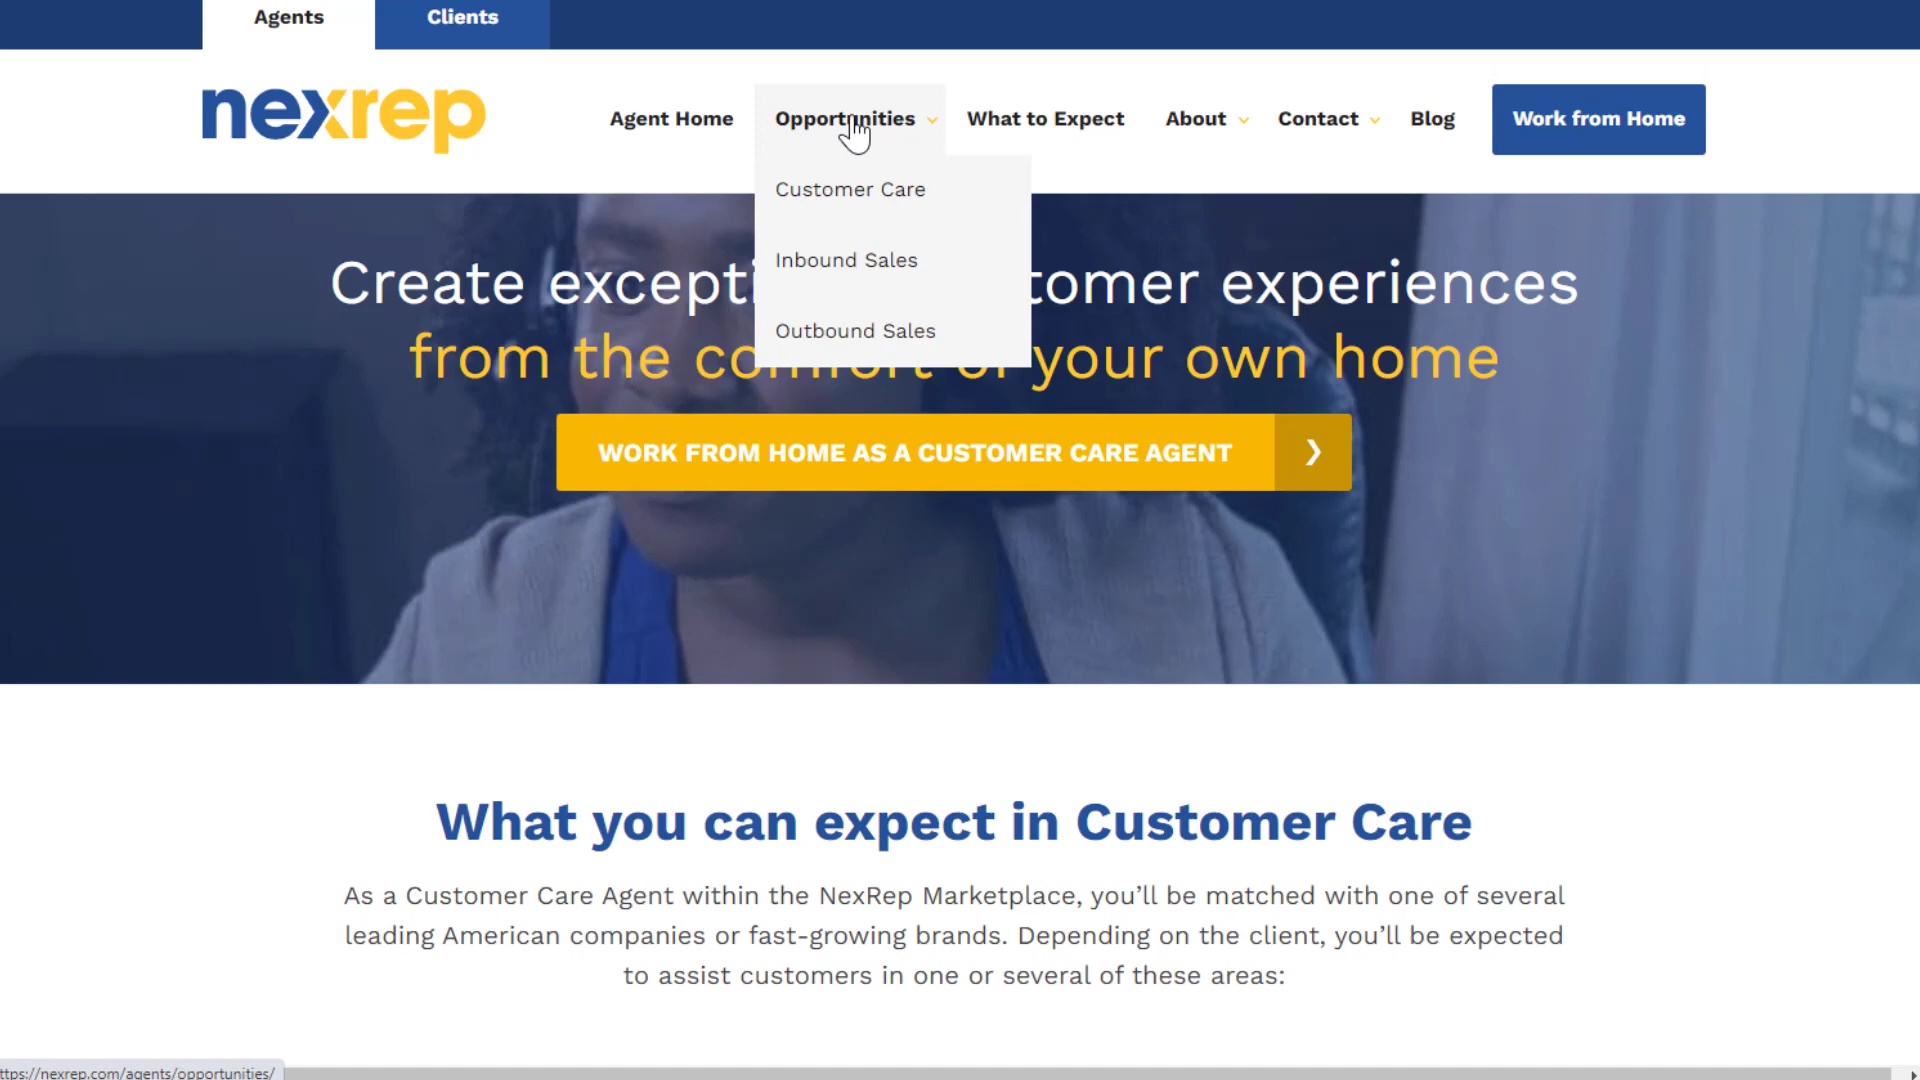 Agents
Clients
nexrep
Agent Home
Opportunities
What to Expect
About
Contact
Blog
Work from Home
Customer Care
Inbound Sales
Outbound Sales
Create excepti tomer experiences
from the comfort of your own home
WORK FROM HOME AS A CUSTOMER CARE AGENT
What you can expect in Customer Care
As a Customer Care Agent within the NexRep Marketplace, you’ll be matched with one of several
leading American companies or fast-growing brands. Depending on the client, you’ll be expected
to assist customers in one or several of these areas:
ttps://nexrep.com/agents/opportunities/